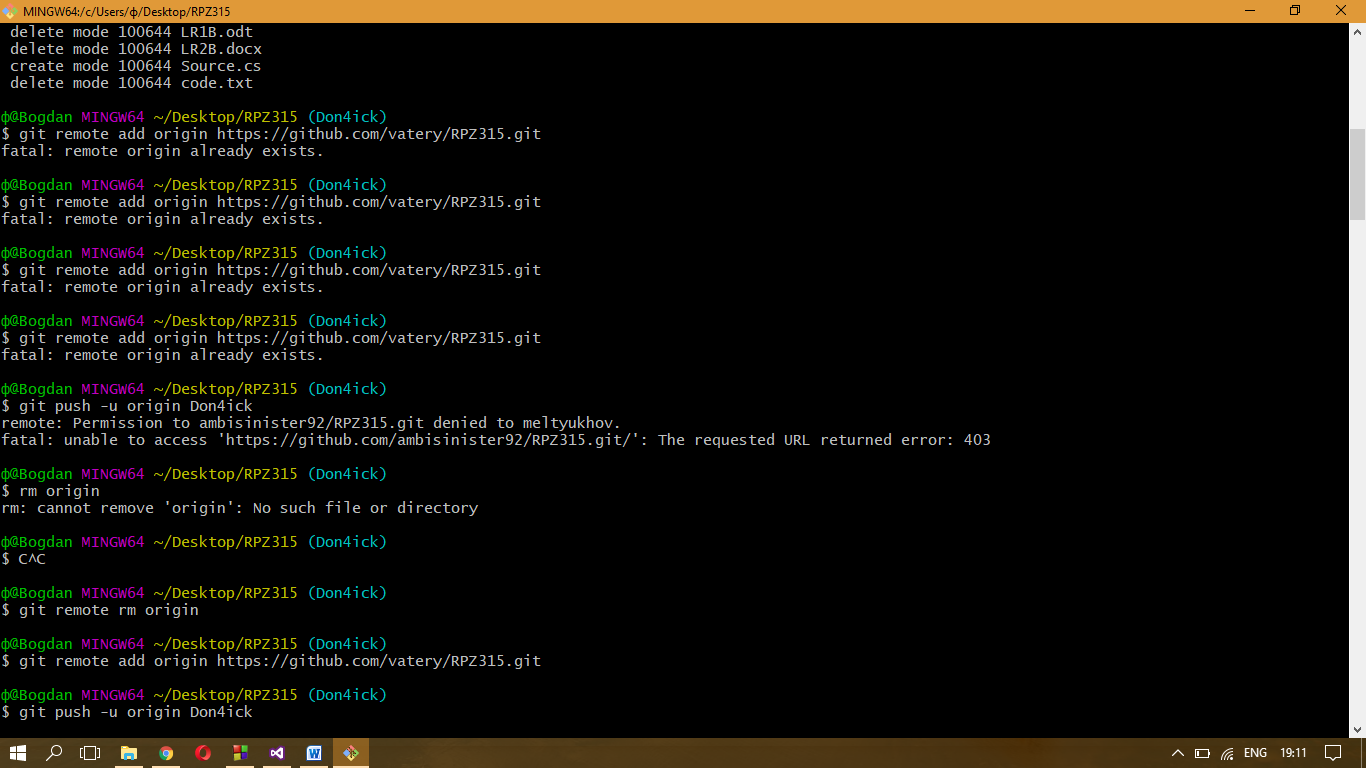 MINGW64:/c/Users/ф/Desktop/RPZ315
delete mode 100644 LR1B.odt
delete mode 100644 LR2B.docx
create mode 100644 Source.cs
delete mode 100644 code.txt
ф@Bogdan MINGW64 ~/Desktop/RPZ315 (Don4ick)
$ git remote add origin https://github.com/vatery/RPZ315.git
fatal: remote origin already exists.
ф@Bogdan MINGW64 ~/Desktop/RPZ315 (Don4ick)
$ git remote add origin https://github.com/vatery/RPZ315.git
fatal: remote origin already exists.
ф@Bogdan MINGW64 ~/Desktop/RPZ315 (Don4ick)
$ git remote add origin https://github.com/vatery/RPZ315.git
fatal: remote origin already exists.
ф@Bogdan MINGW64 ~/Desktop/RPZ315 (Don4ick)
$ git remote add origin https://github.com/vatery/RPZ315.git
fatal: remote origin already exists.
ф@Bogdan MINGW64 ~/Desktop/RPZ315 (Don4ick)
$ git push -u origin Don4ick
remote: Permission to ambisinister92/RPZ315.git denied to meltyukhov.
fatal: unable to access 'https://github.com/ambisinister92/RPZ315.git/': The requested URL returned error: 403
ф@Bogdan MINGW64 ~/Desktop/RPZ315 (Don4ick)
$ rm origin
rm: cannot remove 'origin': No such file or directory
ф@Bogdan MINGW64 ~/Desktop/RPZ315 (Don4ick)
$ C^C
ф@Bogdan MINGW64 ~/Desktop/RPZ315 (Don4ick)
$ git remote rm origin
ф@Bogdan MINGW64 ~/Desktop/RPZ315 (Don4ick)
$ git remote add origin https://github.com/vatery/RPZ315.git
ф@Bogdan MINGW64 ~/Desktop/RPZ315 (Don4ick)
$ git push -u origin Don4ick
ENG 19:11